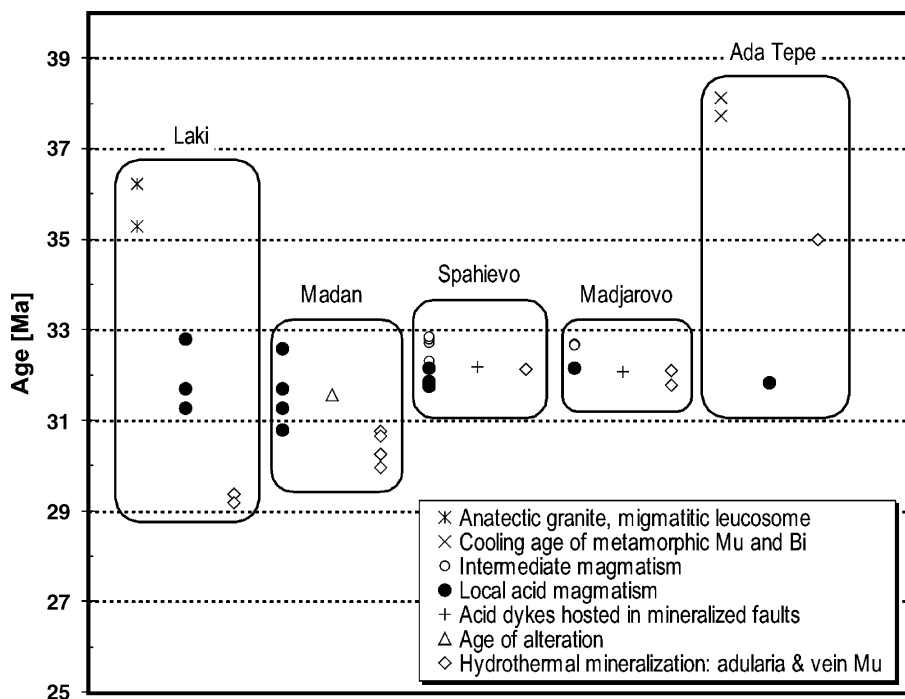 Age [Ma]
39
37
35
33
31
29
27
25
Laki
Madan
Spahievo
Madjarovo
Ada Tepe
Anatectic granite, migmatitic leucosome
Cooling age of metamorphic Mu and Bi
Intermediate magmatism
Local acid magmatism
Acid dykes hosted in mineralized faults
Age of alteration
Hydrothermal mineralization: adularia & vein Mu